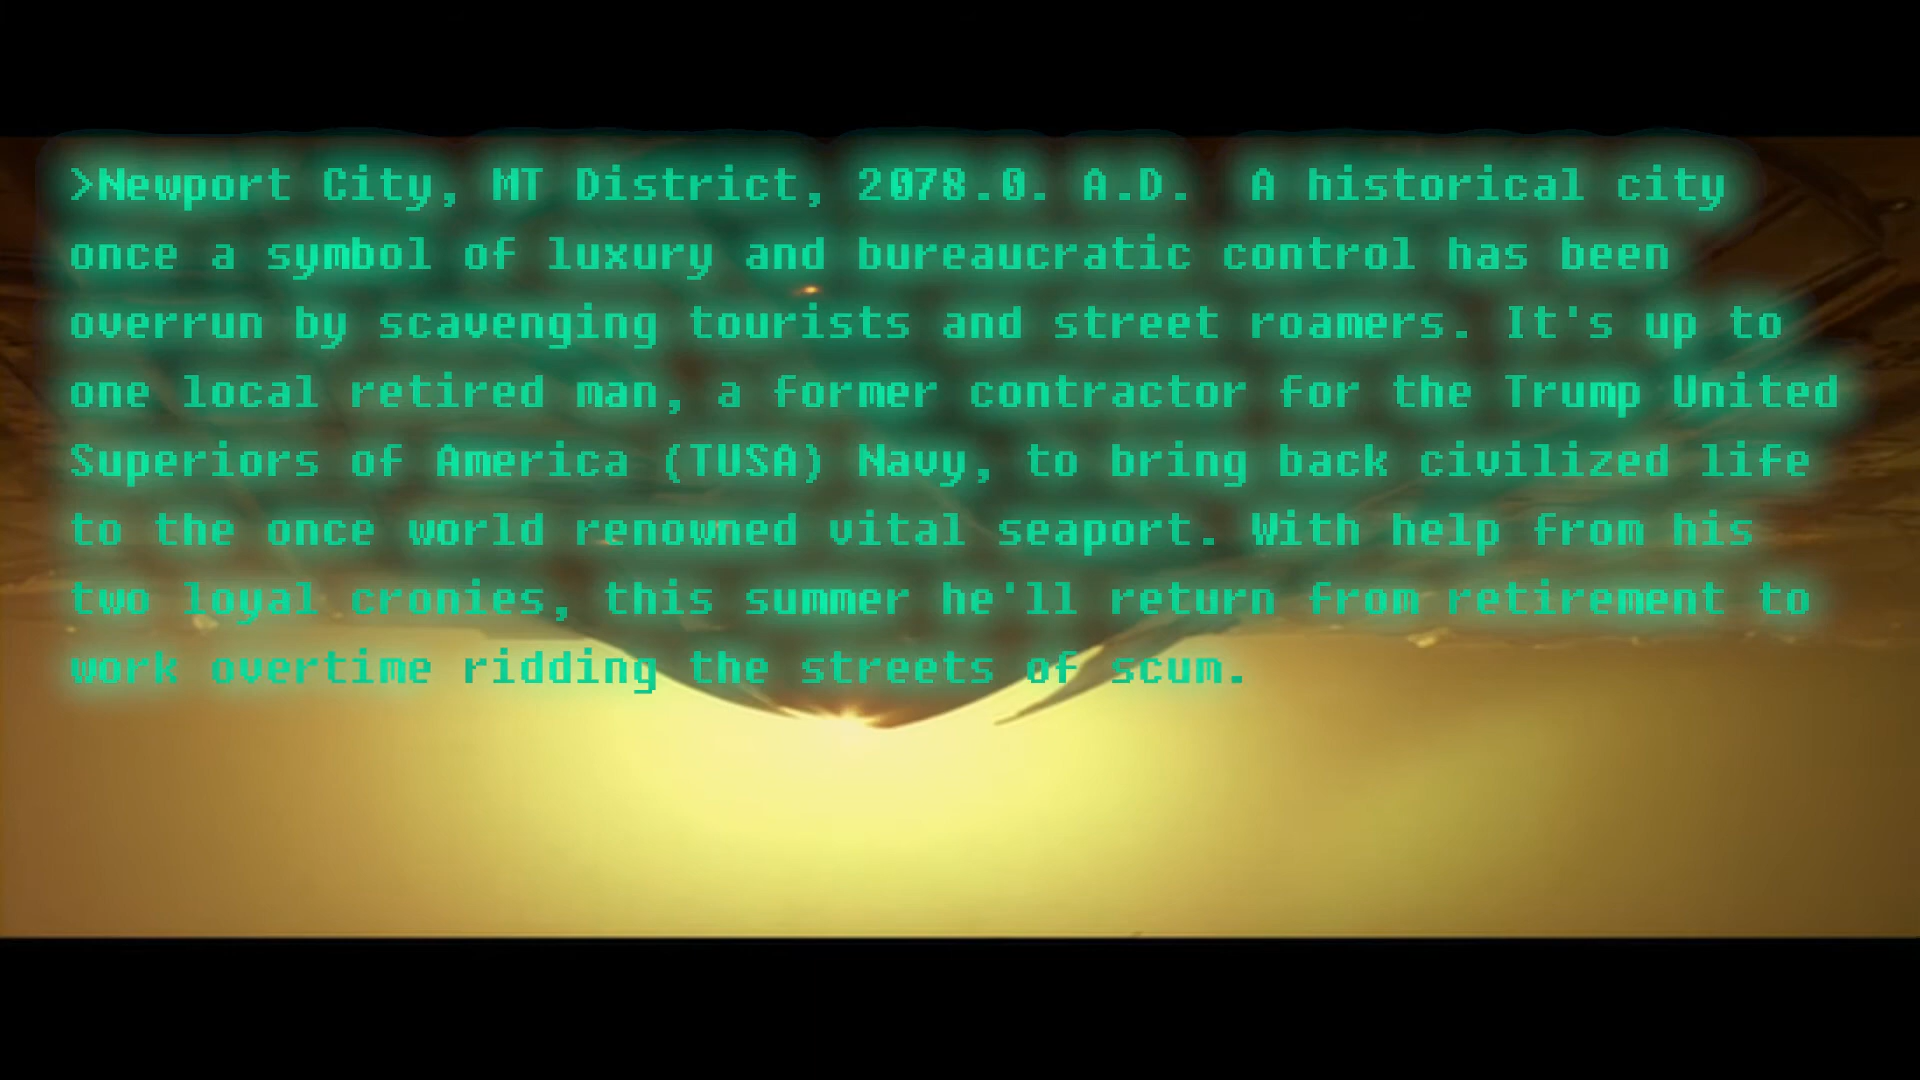 >Newport City, MT District, 2078.0. A.D.  A historical city
once a symbol of luxury and bureaucratic control has been
overrun by scavenging tourists and street roamers. It's up to
one local retired man, a former contractor for the Trump United
Superiors of America (TUSA) Navy, to bring back civilized life
to the once world renowned vital seaport. With help from his
two loyal cronies, this summer he'll return from retirement to
work overtime ridding the streets of scum.